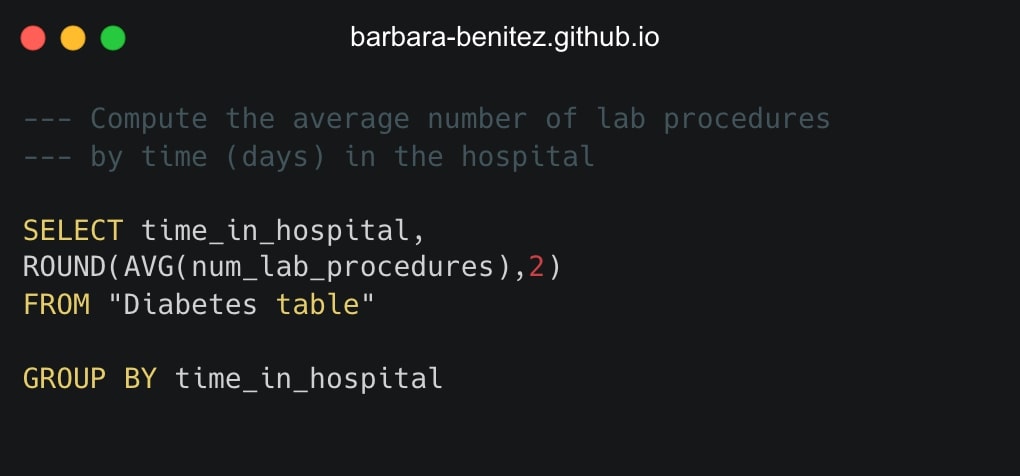 barbara-benitez.github.io
--- Compute the average number of lab procedures
--- by time (days) in the hospital
SELECT time_in_hospital,
ROUND(AVG(num_lab_procedures),2)
FROM "Diabetes table"
GROUP BY time_in_hospital